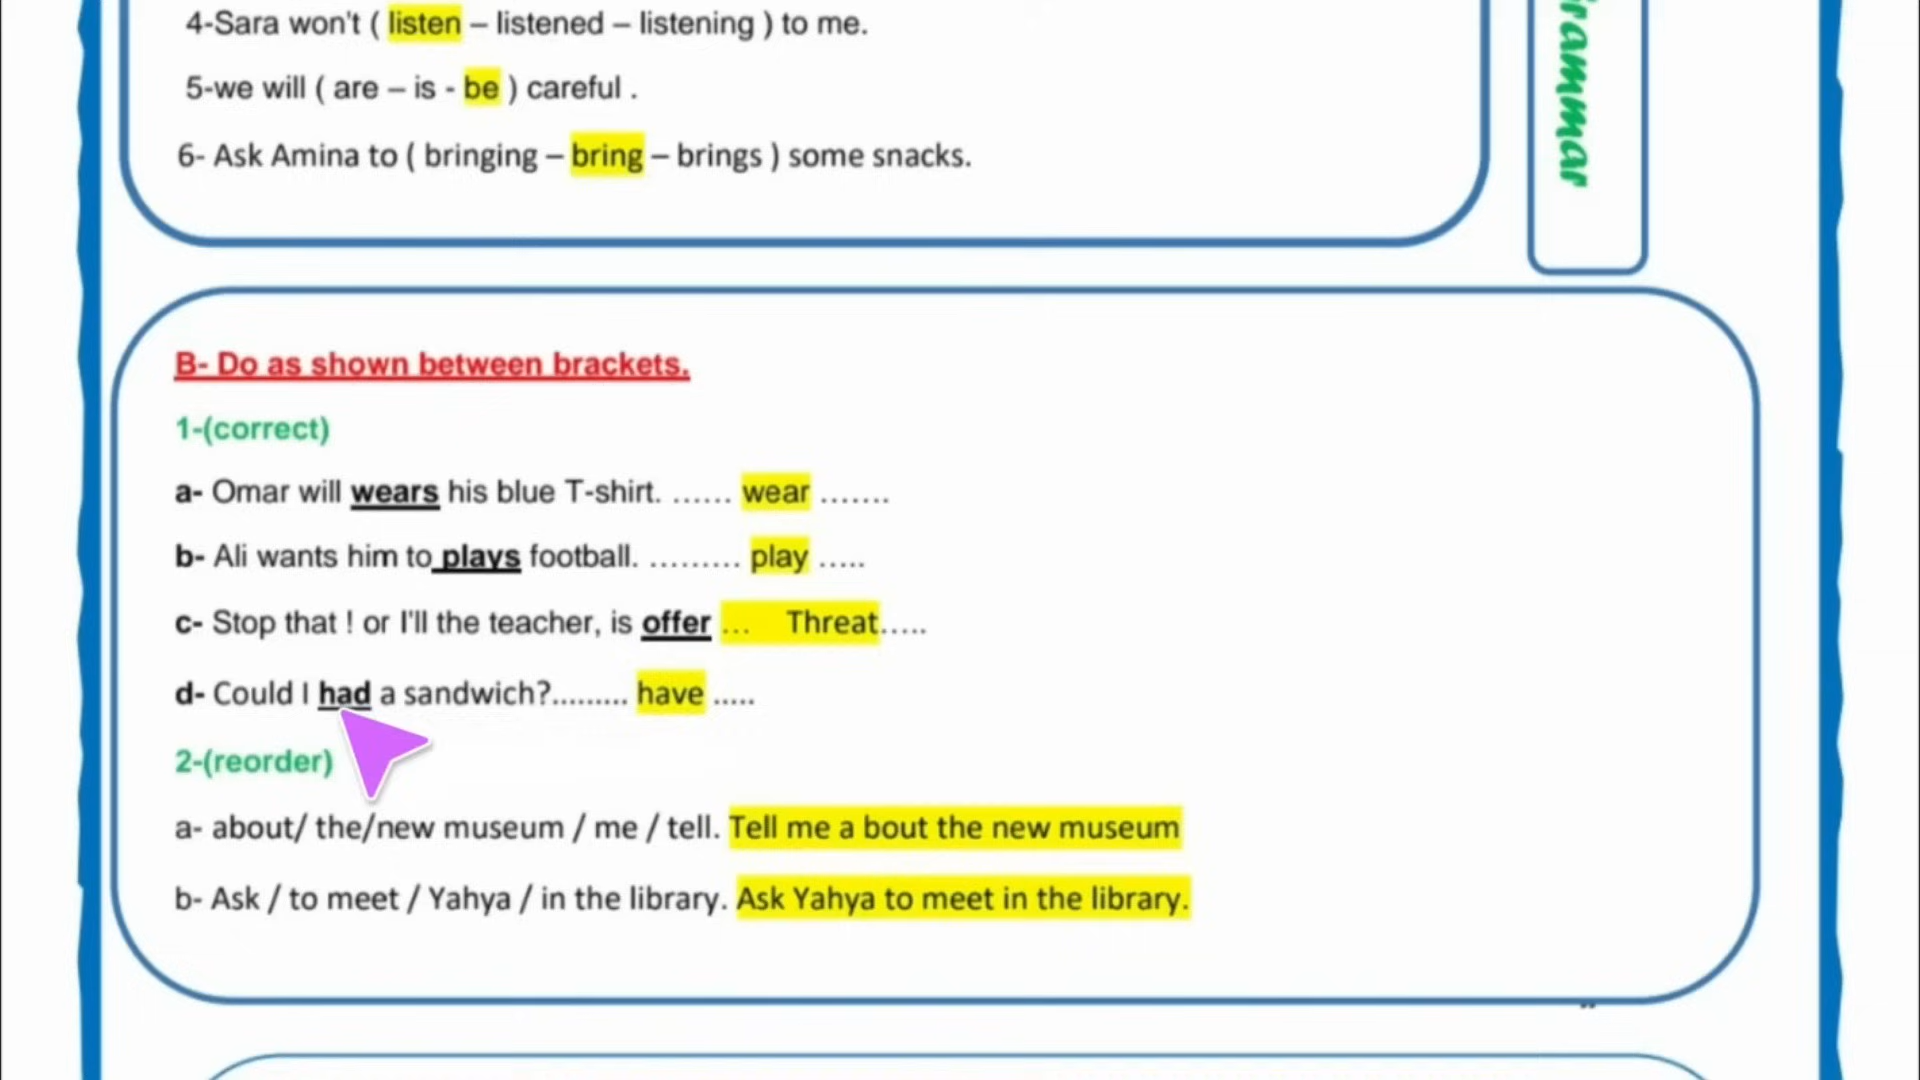 4-Sara won't ( listen – listened – listening ) to me.
5-we will ( are – is - be ) careful .
6- Ask Amina to ( bringing – bring – brings ) some snacks.
B- Do as shown between brackets.
1-(correct)
a- Omar will wears his blue T-shirt. …… wear …….
b- Ali wants him to plays football. ……… play …..
c- Stop that ! or I'll the teacher, is offer … Threat…..
d- Could I had a sandwich?......... have .....
2-(reorder)
a- about/ the/new museum / me / tell. Tell me a bout the new museum
b- Ask / to meet / Yahya / in the library. Ask Yahya to meet in the library.